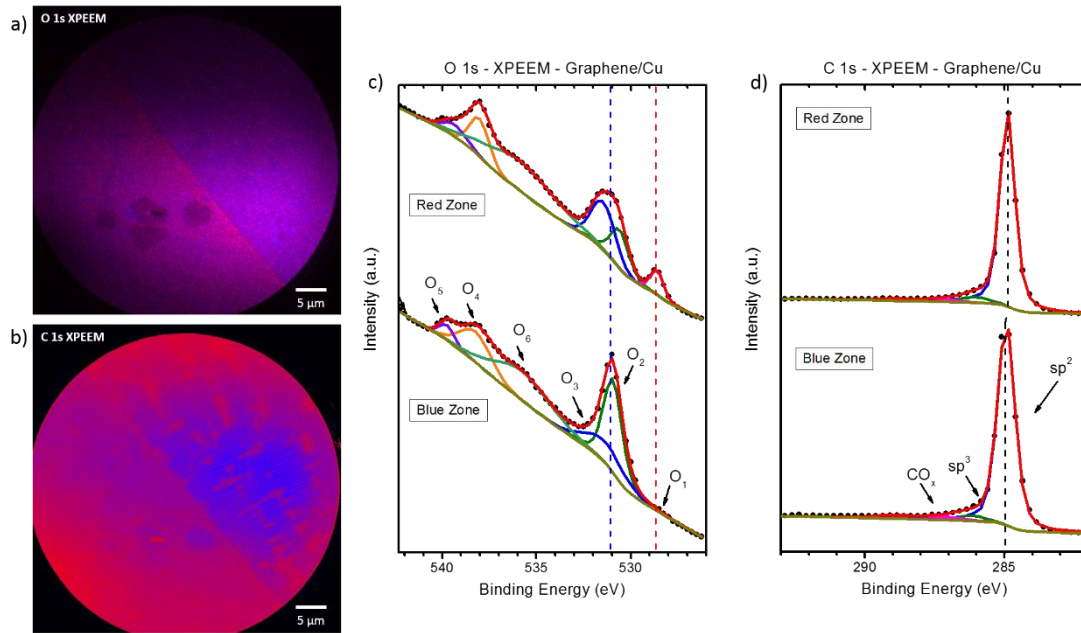 a)
O 1s XPEEM
5 µm
b)
C 1s XPEEM
5 µm
c)
O 1s - XPEEM - Graphene/Cu
Red Zone
O5
O4
O6
O3
O2
Blue Zone
O1
Intensity (a.u.)
540
535
530
Binding Energy (eV)
d)
C 1s - XPEEM - Graphene/Cu
Red Zone
Blue Zone
sp2
sp3
COx
Intensity (a.u.)
290
285
Binding Energy (eV)